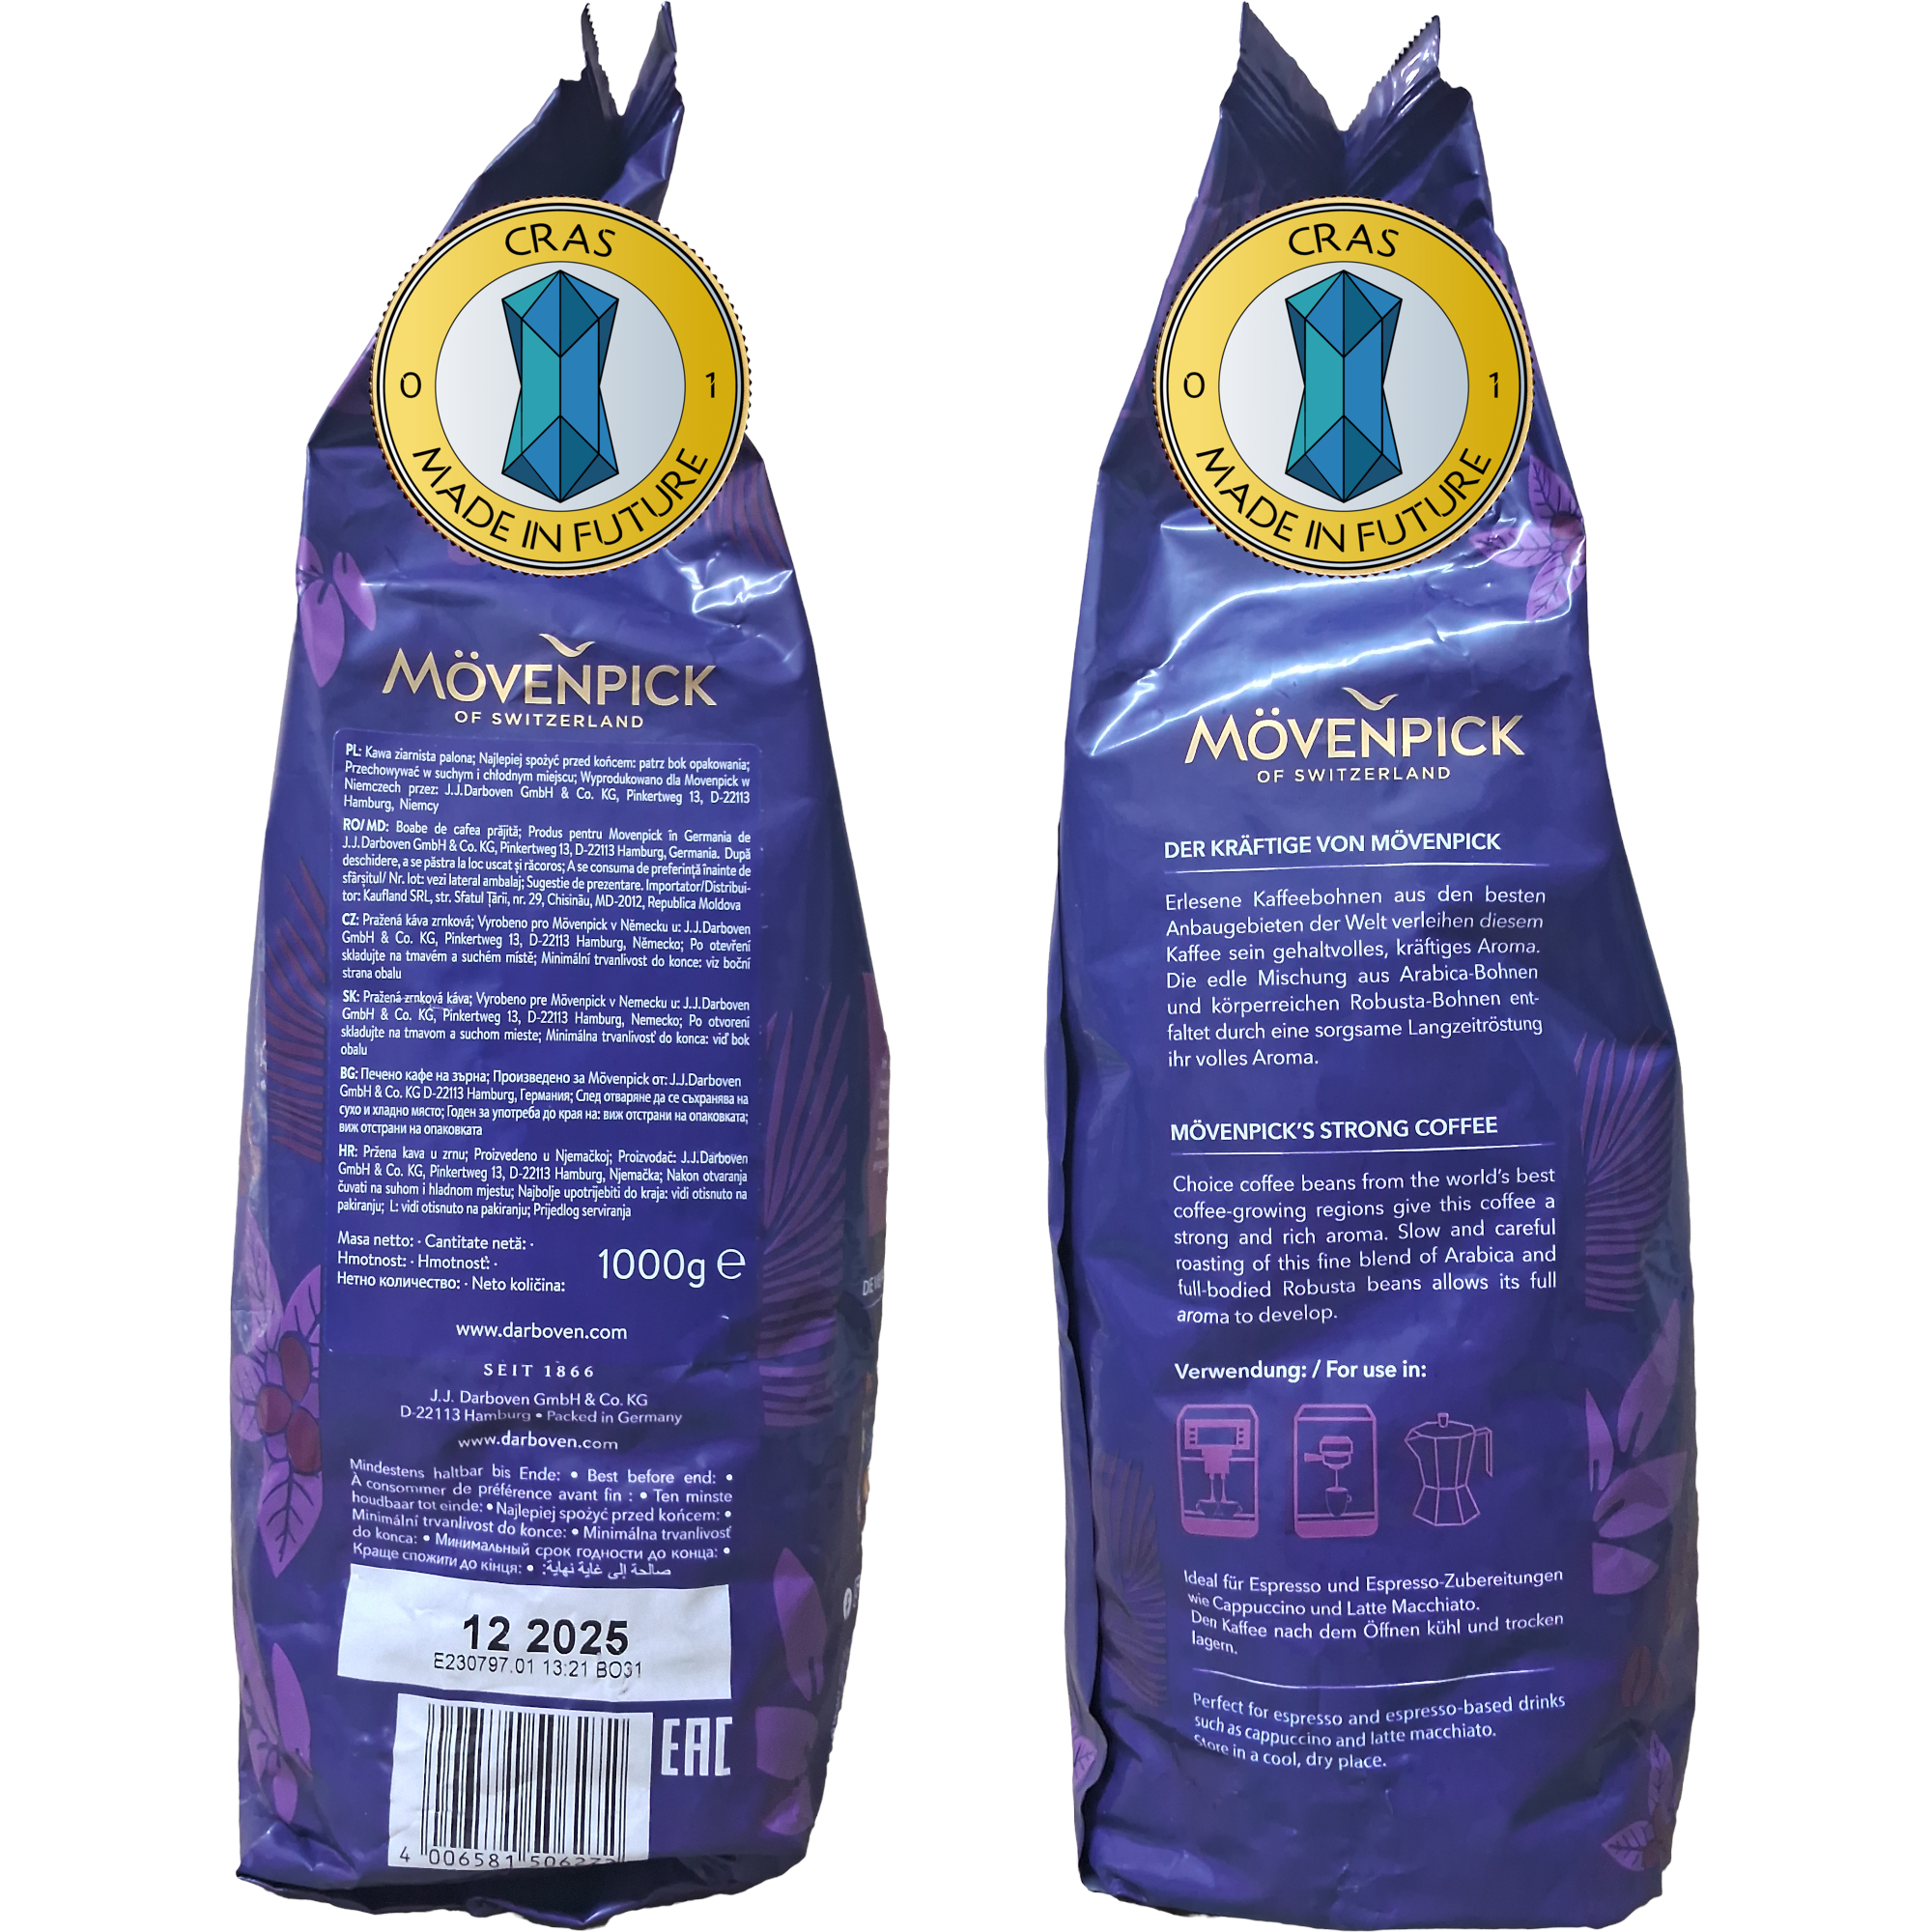 CRAS
0 1
MADE IN FUTURE
MÖVENPICK
OF SWITZERLAND
PL: Kawa ziarnista palona; Najlepiej spożyć przed końcem: patrz bok opakowania;
Przechowywać w suchym i chłodnym miejscu; Wyprodukowano dla Movenpick w
Niemczech przez: J.J.Darboven GmbH & Co. KG, Pinkertweg 13, D-22113
Hamburg, Niemcy
RO/MD: Boabe de cafea prăjită; Produs pentru Movenpick în Germania de
J.J.Darboven GmbH & Co. KG, Pinkertweg 13, D-22113 Hamburg, Germania. După
deschidere, a se păstra la loc uscat și răcoros; A se consuma de preferință înainte de
sfârșitul/ Nr. lot: vezi lateral ambalaj; Sugestie de prezentare. Importator/Distribui-
tor: Kaufland SRL, str. Sfatul Țării, nr. 29, Chisinău, MD-2012, Republica Moldova
CZ: Pražená káva zrnková; Vyrobeno pro Mövenpick v Německu u: J.J.Darboven
GmbH & Co. KG, Pinkertweg 13, D-22113 Hamburg, Německo; Po otevření
skladujte na tmavém a suchém místě; Minimální trvanlivost do konce: viz boční
strana obalu
SK: Pražená zrnková káva; Vyrobeno pre Mövenpick v Nemecku u: J.J.Darboven
GmbH & Co. KG, Pinkertweg 13, D-22113 Hamburg, Nemecko; Po otvorení
skladujte na tmavom a suchom mieste; Minimálna trvanlivosť do konca: viď bok
obalu
BG: Печено кафе на зърна; Произведено за Mövenpick от: J.J.Darboven
GmbH & Co. KG D-22113 Hamburg, Германия; След отваряне да се съхранява на
сухо и хладно място; Годен за употреба до края на: виж отстрани на опаковката;
виж отстрани на опаковката
HR: Pržena kava u zrnu; Proizvedeno u Njemačkoj; Proizvođač: J.J.Darboven
GmbH & Co. KG, Pinkertweg 13, D-22113 Hamburg, Njemačka; Nakon otvaranja
čuvati na suhom i hladnom mjestu; Najbolje upotrijebiti do kraja: vidi otisnuto na
pakiranju; L: vidi otisnuto na pakiranju; Prijedlog serviranja
Masa netto: · Cantitate netă: ·
Hmotnost: · Hmotnosť: ·
Нетно количество: · Neto količina:
1000g ℮
www.darboven.com
SEIT 1866
J.J. Darboven GmbH & Co. KG
D-22113 Hamburg • Packed in Germany
www.darboven.com
Mindestens haltbar bis Ende: • Best before end: •
À consommer de préférence avant fin : • Ten minste
houdbaar tot einde: • Najlepiej spożyć przed końcem: •
Minimální trvanlivost do konce: • Minimálna trvanlivosť
do konca: • Минимальный срок годности до конца: •
Краще спожити до кінця: • صالحة إلى غاية نهاية:
12 2025
E230797.01 13:21 BO31
EAC
4 006581
CRAS
0 1
MADE IN FUTURE
MÖVENPICK
OF SWITZERLAND
DER KRÄFTIGE VON MÖVENPICK
Erlesene Kaffeebohnen aus den besten
Anbaugebieten der Welt verleihen diesem
Kaffee sein gehaltvolles, kräftiges Aroma.
Die edle Mischung aus Arabica-Bohnen
und körperreichen Robusta-Bohnen ent-
faltet durch eine sorgsame Langzeitröstung
ihr volles Aroma.
MÖVENPICK'S STRONG COFFEE
Choice coffee beans from the world's best
coffee-growing regions give this coffee a
strong and rich aroma. Slow and careful
roasting of this fine blend of Arabica and
full-bodied Robusta beans allows its full
aroma to develop.
Verwendung: / For use in:
Ideal für Espresso und Espresso-Zubereitungen
wie Cappuccino und Latte Macchiato.
Den Kaffee nach dem Öffnen kühl und trocken
lagern.
Perfect for espresso and espresso-based drinks
such as cappuccino and latte macchiato.
Store in a cool, dry place.